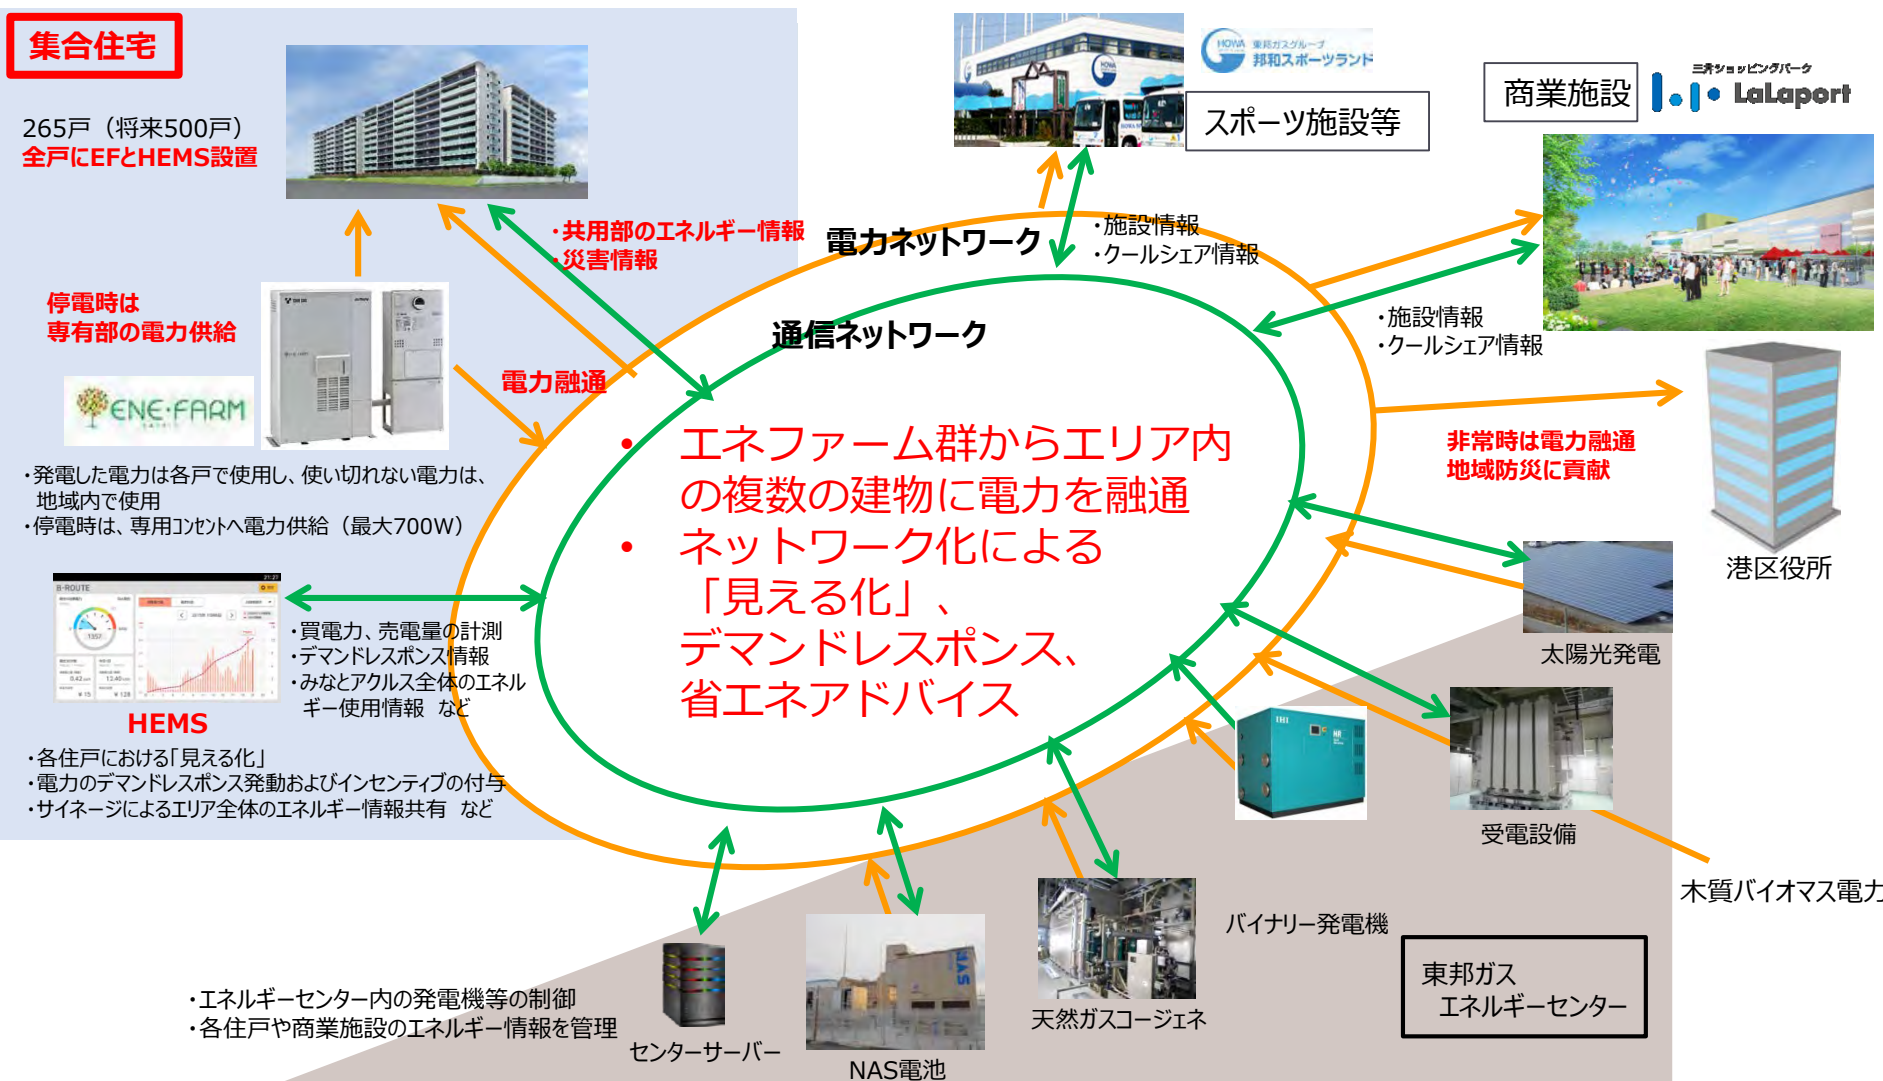 集合住宅
265戸（将来500戸）
全戸にEFとHEMS設置
HOWA
東邦ガスグループ
邦和スポーツランド
スポーツ施設等
商業施設
三井ショッピングパーク
LaLaport
・共用部のエネルギー情報
・災害情報
電力ネットワーク
・施設情報
・クールシェア情報
通信ネットワーク
・施設情報
・クールシェア情報
停電時は
専有部の電力供給
ENE・FARM
電力融通
・発電した電力は各戸で使用し、使い切れない電力は、
地域内で使用
・停電時は、専用コンセントへ電力供給（最大700W）
• エネファーム群からエリア内
の複数の建物に電力を融通
• ネットワーク化による
「見える化」、
デマンドレスポンス、
省エネアドバイス
非常時は電力融通
地域防災に貢献
港区役所
B-ROUTE
21:27
1357
0.42
12.40
¥ 15
¥ 128
・買電力、売電量の計測
・デマンドレスポンス情報
・みなとアクルス全体のエネル
ギー使用情報 など
HEMS
・各住戸における「見える化」
・電力のデマンドレスポンス発動およびインセンティブの付与
・サイネージによるエリア全体のエネルギー情報共有 など
太陽光発電
IHI
受電設備
木質バイオマス電力
バイナリー発電機
東邦ガス
エネルギーセンター
天然ガスコージェネ
NAS
NAS電池
センターサーバー
・エネルギーセンター内の発電機等の制御
・各住戸や商業施設のエネルギー情報を管理